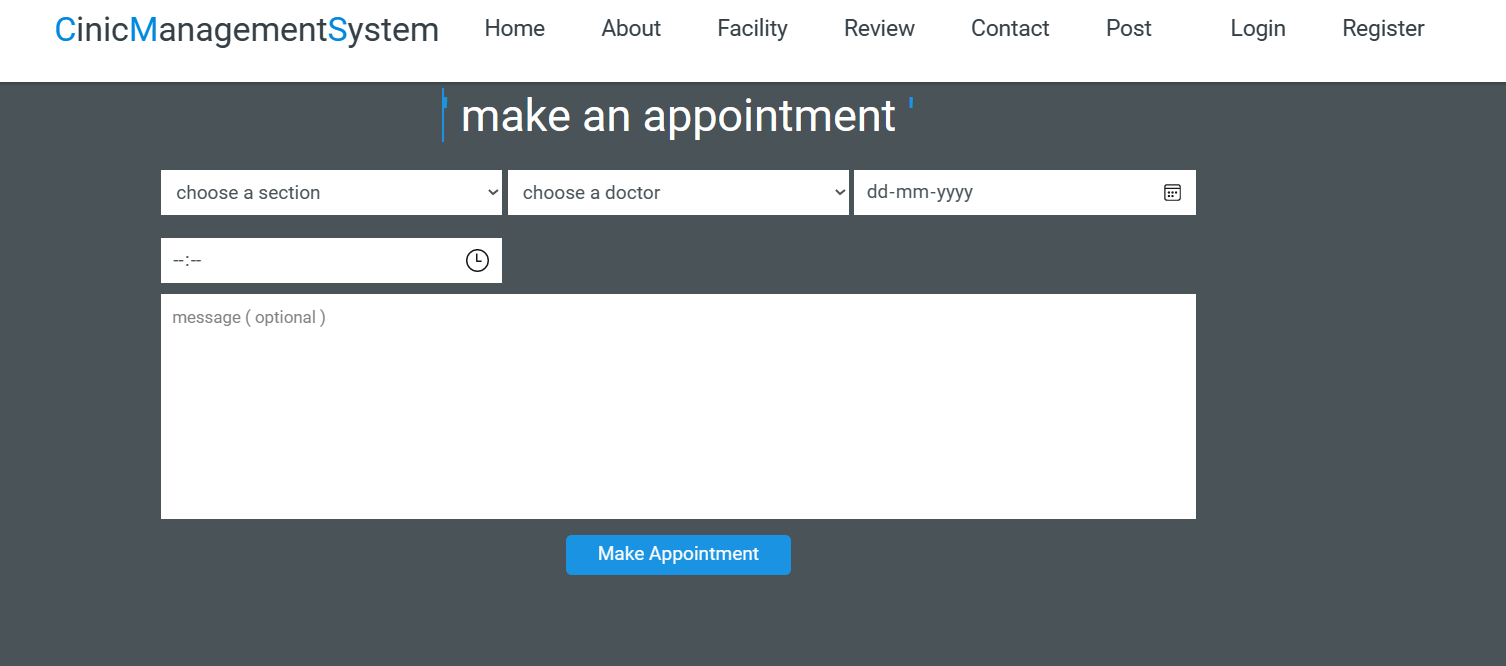 CinicManagementSystem Home About Facility Review Contact Post Login Register
' make an appointment '
choose a section choose a doctor dd-mm-yyyy
--:--
message ( optional )
Make Appointment